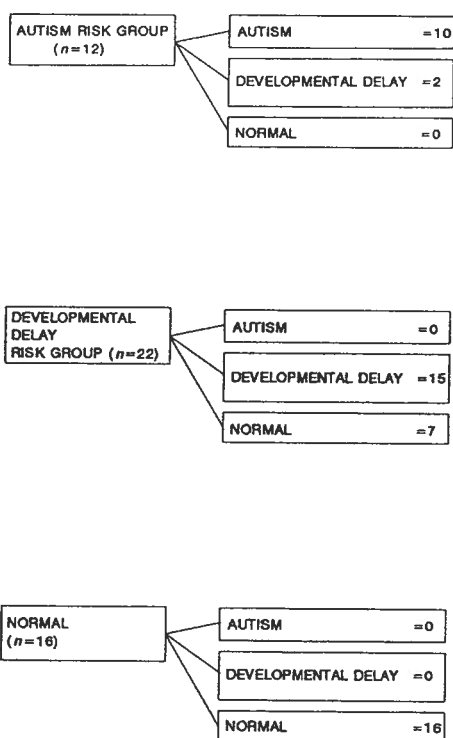 AUTISM RISK GROUP
(n=12)
AUTISM =10
DEVELOPMENTAL DELAY =2
NORMAL =0
DEVELOPMENTAL
DELAY
RISK GROUP (n=22)
AUTISM =0
DEVELOPMENTAL DELAY =15
NORMAL =7
NORMAL
(n=16)
AUTISM =0
DEVELOPMENTAL DELAY =0
NORMAL =16